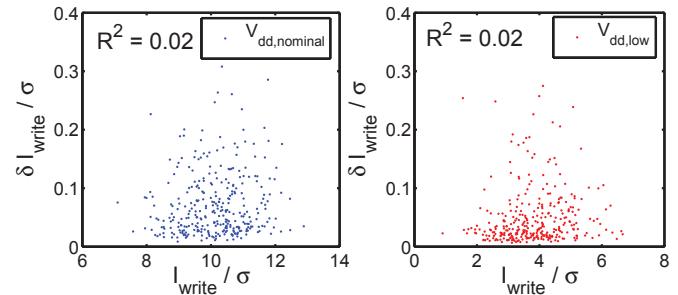 R² = 0.02
V_dd,nominal
δ I_write / σ
0.4
0.3
0.2
0.1
0
6 8 10 12 14
I_write / σ
R² = 0.02
V_dd,low
δ I_write / σ
0.4
0.3
0.2
0.1
0
0 2 4 6 8
I_write / σ